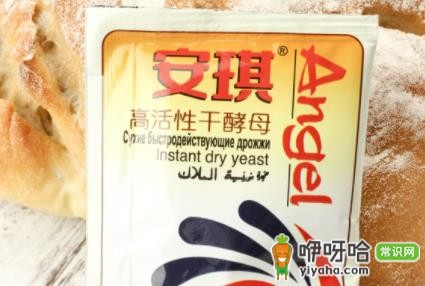 安琪®
Angel
高活性干酵母
Сухие быстродействующие дрожжи
Instant dry yeast
咿呀哈 常识网
yiyaha.com